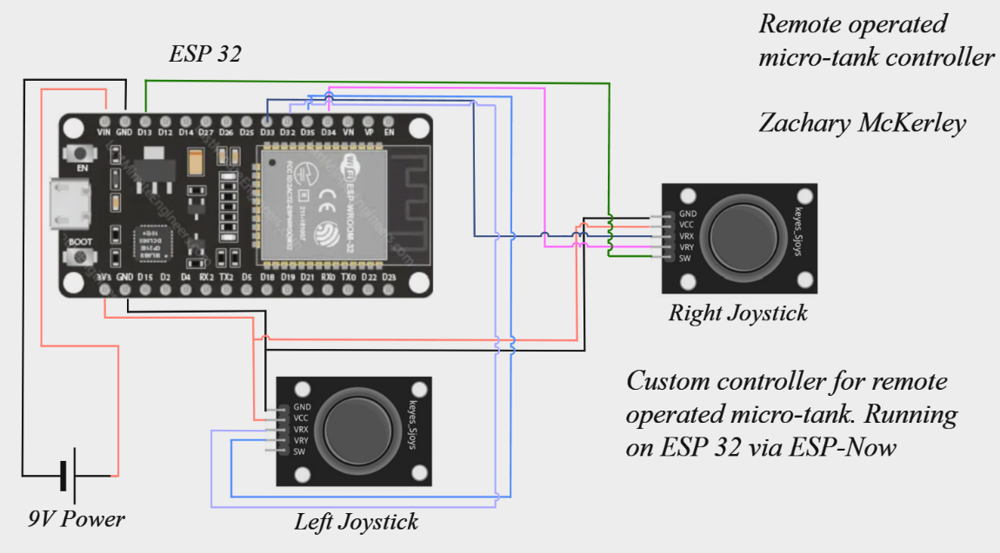 Remote operated
micro-tank controller
Zachary McKerley
ESP 32
VIN GND D13 D12 D14 D27 D26 D25 D33 D32 D35 D34 VN VP EN
EN
BOOT
WiFi ESP-WROOM-32
CE
3V3 GND D15 D2 D4 RX2 TX2 D5 D18 D19 D21 RX0 TX0 D22 D23
GND
VCC
VRX
VRY
SW
keyes_SJoys
Right Joystick
Custom controller for remote
operated micro-tank. Running
on ESP 32 via ESP-Now
GND
VCC
VRX
VRY
SW
keyes_SJoys
9V Power
Left Joystick